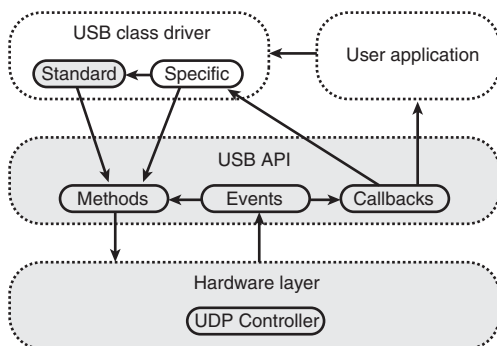 USB class driver
User application
Standard
Specific
USB API
Methods
Events
Callbacks
Hardware layer
UDP Controller